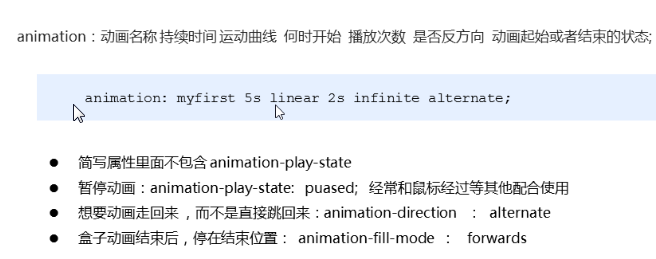 animation：动画名称 持续时间 运动曲线 何时开始 播放次数 是否反方向 动画起始或者结束的状态;
animation: myfirst 5s linear 2s infinite alternate;
● 简写属性里面不包含 animation-play-state
● 暂停动画：animation-play-state: puased; 经常和鼠标经过等其他配合使用
● 想要动画走回来，而不是直接跳回来：animation-direction ： alternate
● 盒子动画结束后，停在结束位置： animation-fill-mode ： forwards